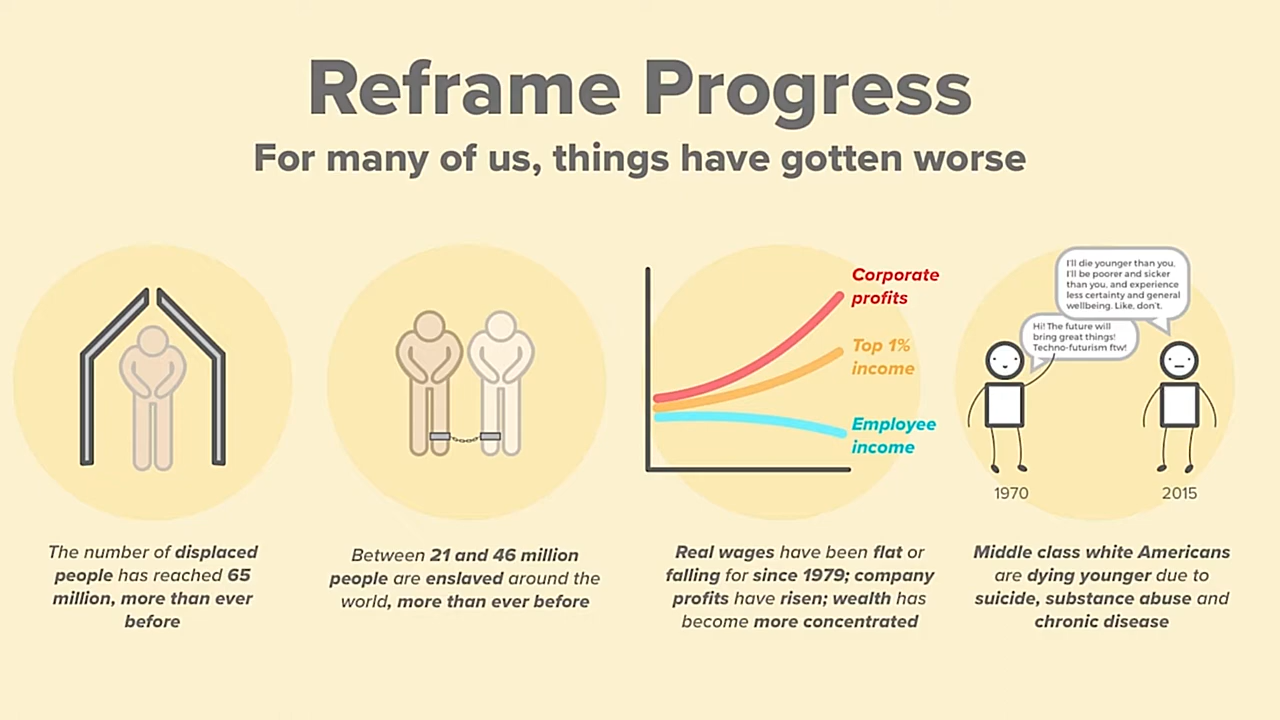 Reframe Progress
For many of us, things have gotten worse
The number of displaced
people has reached 65
million, more than ever
before
Between 21 and 46 million
people are enslaved around the
world, more than ever before
Corporate
profits
Top 1%
income
Employee
income
Real wages have been flat or
falling for since 1979; company
profits have risen; wealth has
become more concentrated
I'll die younger than you,
I'll be poorer and sicker
than you, and experience
less certainty and general
wellbeing. Like, don't.
Hi! The future will
bring great things!
Techno-futurism ftw!
1970
2015
Middle class white Americans
are dying younger due to
suicide, substance abuse and
chronic disease